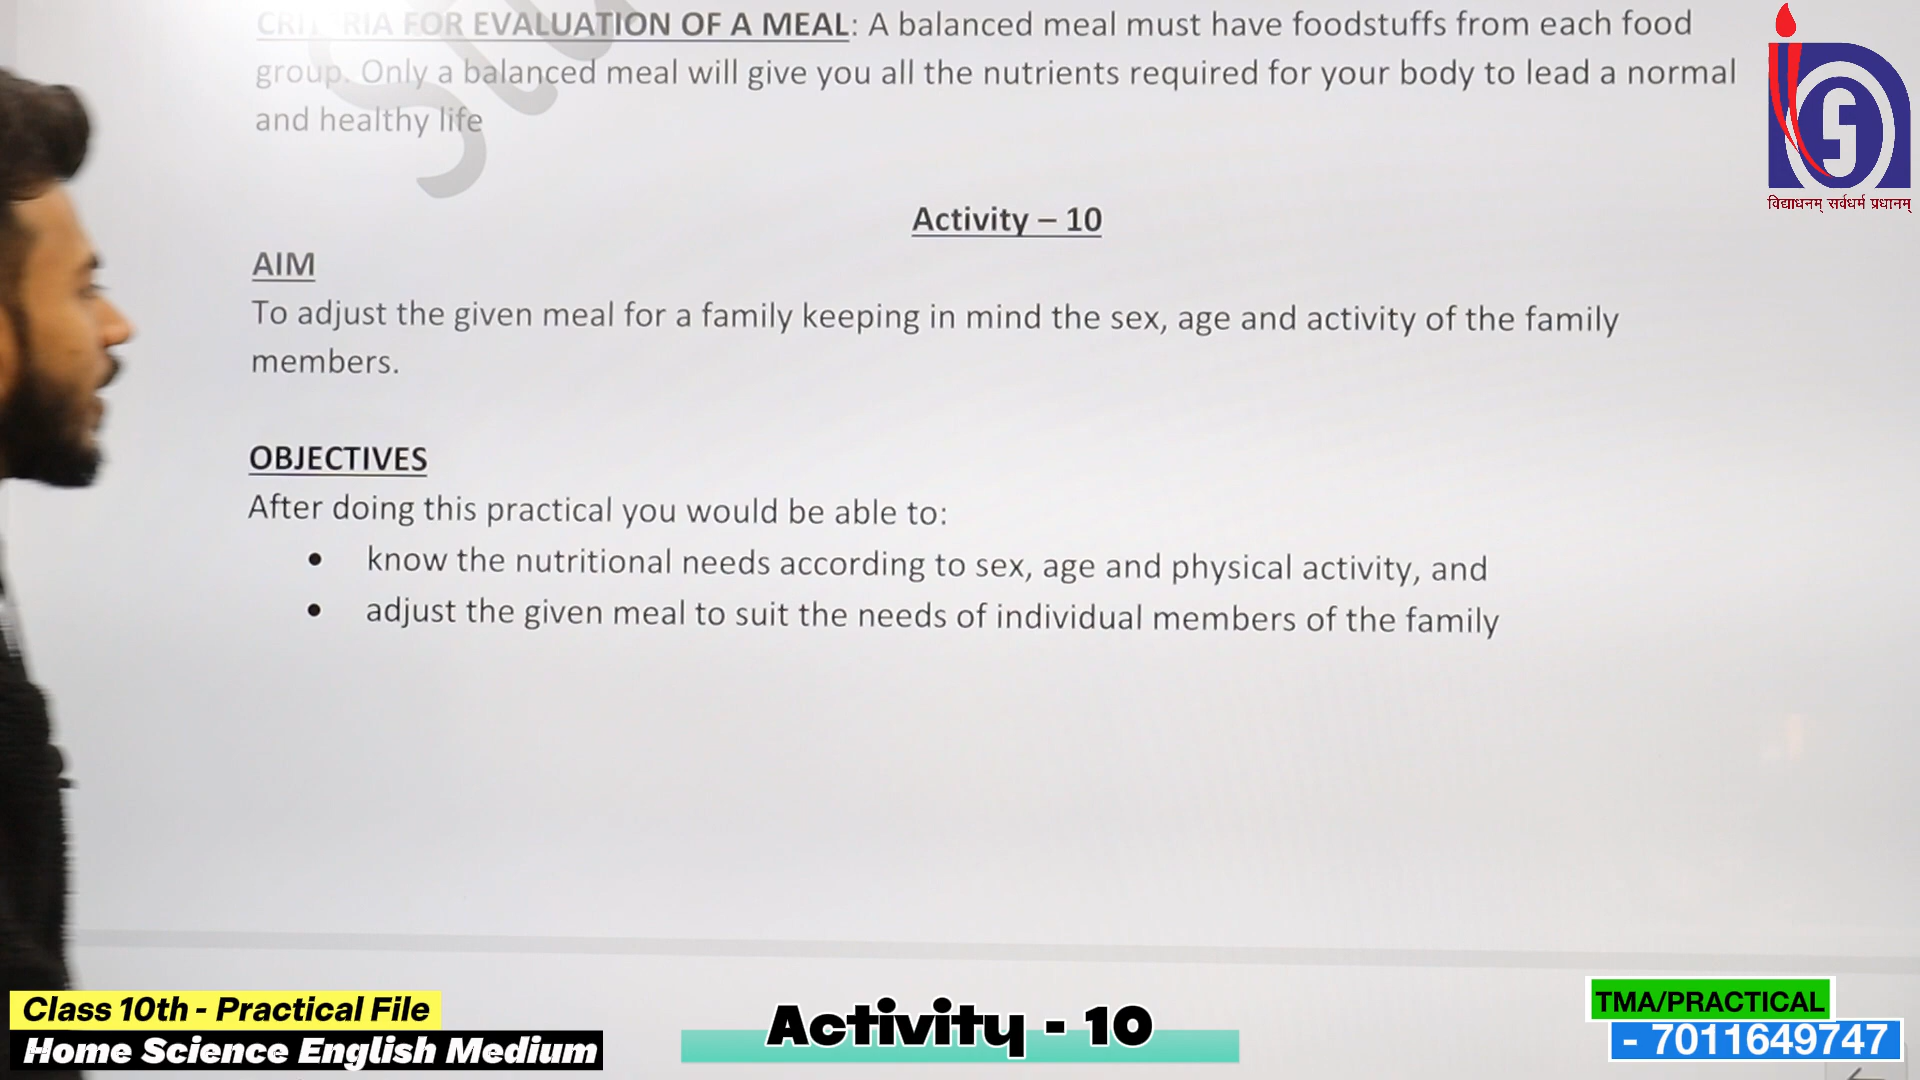 CRITERIA FOR EVALUATION OF A MEAL: A balanced meal must have foodstuffs from each food
group. Only a balanced meal will give you all the nutrients required for your body to lead a normal
and healthy life
विद्याधनम् सर्वधर्म प्रधानम्
Activity – 10
AIM
To adjust the given meal for a family keeping in mind the sex, age and activity of the family
members.
OBJECTIVES
After doing this practical you would be able to:
• know the nutritional needs according to sex, age and physical activity, and
• adjust the given meal to suit the needs of individual members of the family
Class 10th - Practical File
Home Science English Medium
Activity - 10
TMA/PRACTICAL
- 7011649747